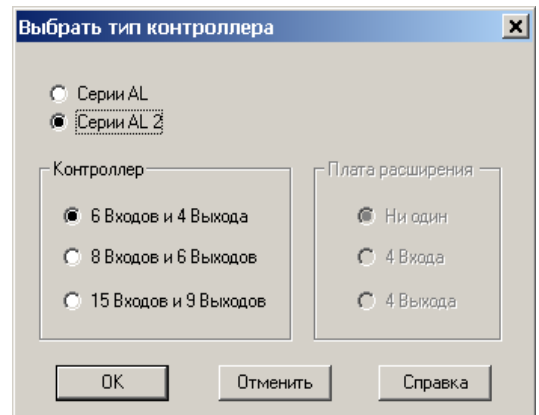 Выбрать тип контроллера
Серии AL
Серии AL 2
Контроллер
6 Входов и 4 Выхода
8 Входов и 6 Выходов
15 Входов и 9 Выходов
Плата расширения
Ни один
4 Входа
4 Выхода
OK
Отменить
Справка